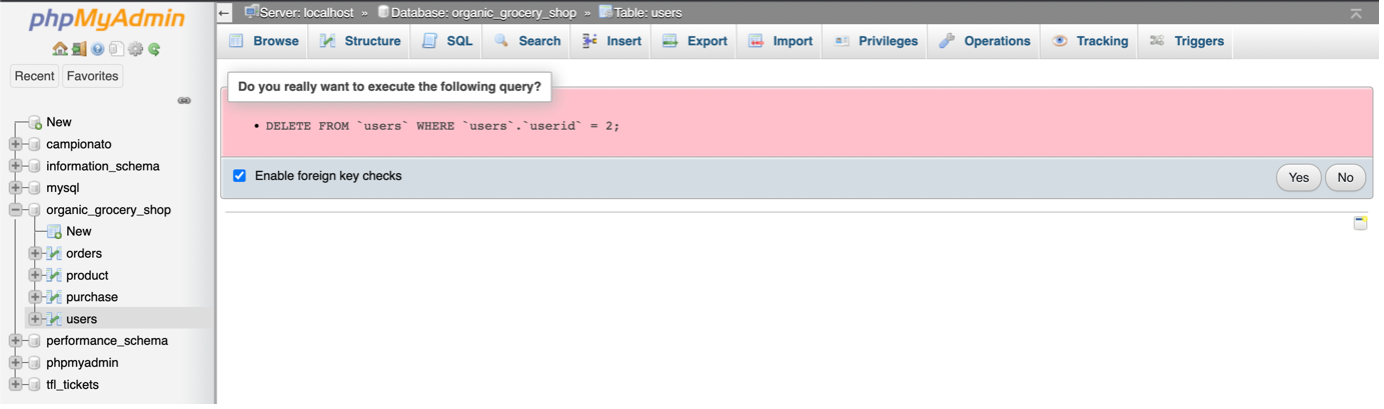 phpMyAdmin
Recent Favorites
New
campionato
information_schema
mysql
organic_grocery_shop
New
orders
product
purchase
users
performance_schema
phpmyadmin
tfl_tickets
Server: localhost » Database: organic_grocery_shop » Table: users
Browse Structure SQL Search Insert Export Import Privileges Operations Tracking Triggers
Do you really want to execute the following query?
• DELETE FROM `users` WHERE `users`.`userid` = 2;
Enable foreign key checks
Yes No